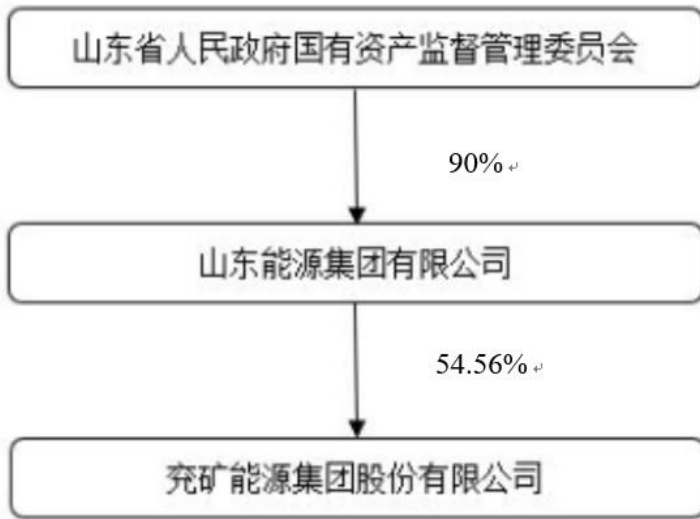 山东省人民政府国有资产监督管理委员会
90%
山东能源集团有限公司
54.56%
兖矿能源集团股份有限公司